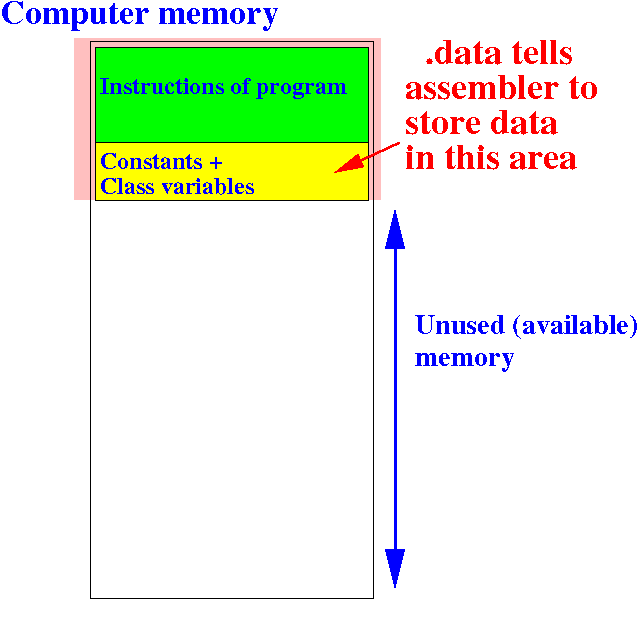 Computer memory
Instructions of program
Constants +
Class variables
.data tells
assembler to
store data
in this area
Unused (available)
memory